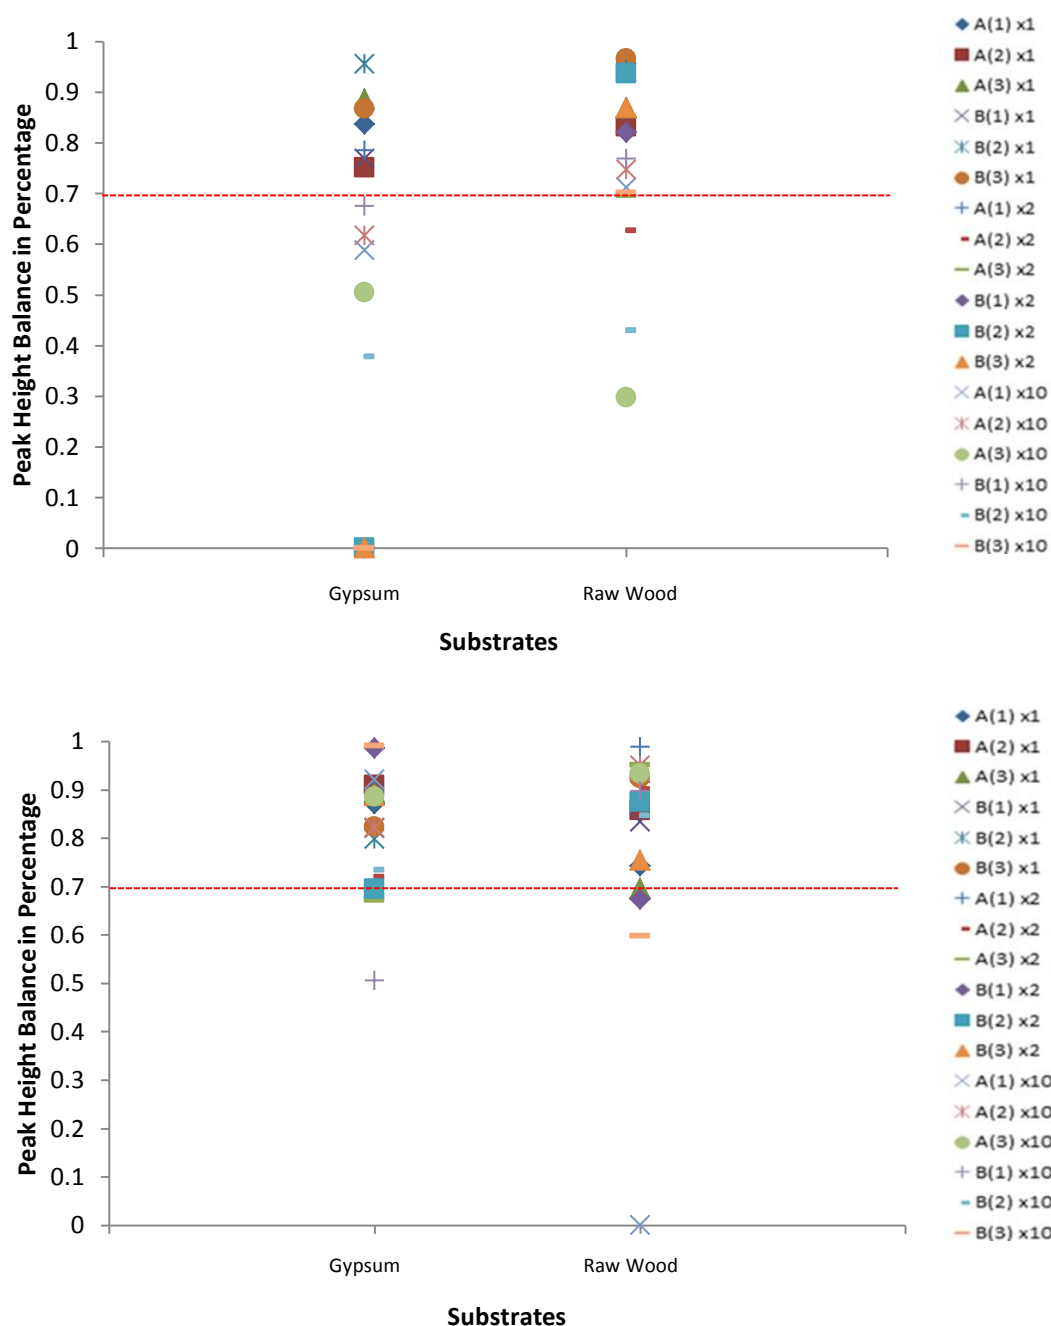 Peak Height Balance in Percentage
1
0.9
0.8
0.7
0.6
0.5
0.4
0.3
0.2
0.1
0
Gypsum Raw Wood
Substrates
A(1) x1
A(2) x1
A(3) x1
B(1) x1
B(2) x1
B(3) x1
A(1) x2
A(2) x2
A(3) x2
B(1) x2
B(2) x2
B(3) x2
A(1) x10
A(2) x10
A(3) x10
B(1) x10
B(2) x10
B(3) x10
Peak Height Balance in Percentage
1
0.9
0.8
0.7
0.6
0.5
0.4
0.3
0.2
0.1
0
Gypsum Raw Wood
Substrates
A(1) x1
A(2) x1
A(3) x1
B(1) x1
B(2) x1
B(3) x1
A(1) x2
A(2) x2
A(3) x2
B(1) x2
B(2) x2
B(3) x2
A(1) x10
A(2) x10
A(3) x10
B(1) x10
B(2) x10
B(3) x10